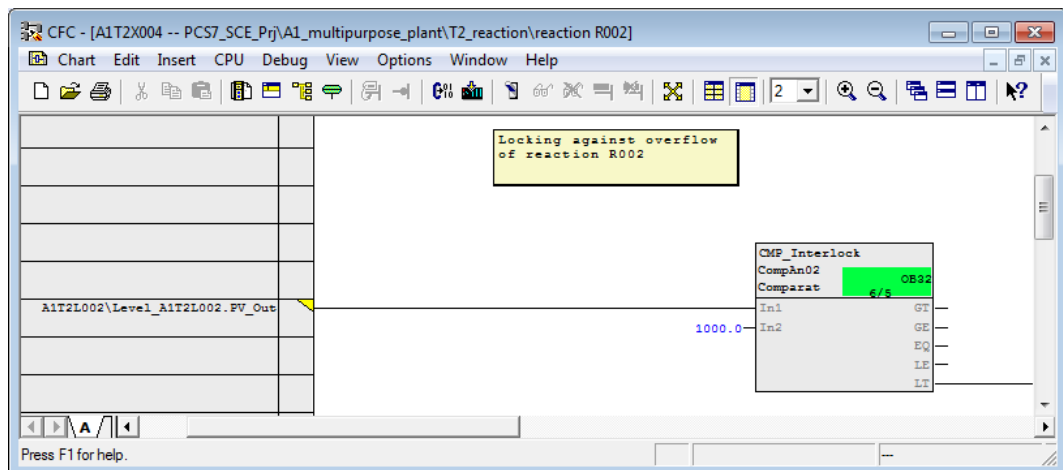 CFC - [A1T2X004 -- PCS7_SCE_Prj\A1_multipurpose_plant\T2_reaction\reaction R002]
Chart Edit Insert CPU Debug View Options Window Help
2
Locking against overflow
of reaction R002
CMP_Interlock
CompAn02
Comparat
OB32
6/5
A1T2L002\Level_A1T2L002.PV_Out
In1
GT
1000.0
In2
GE
EQ
LE
LT
A
Press F1 for help.
---